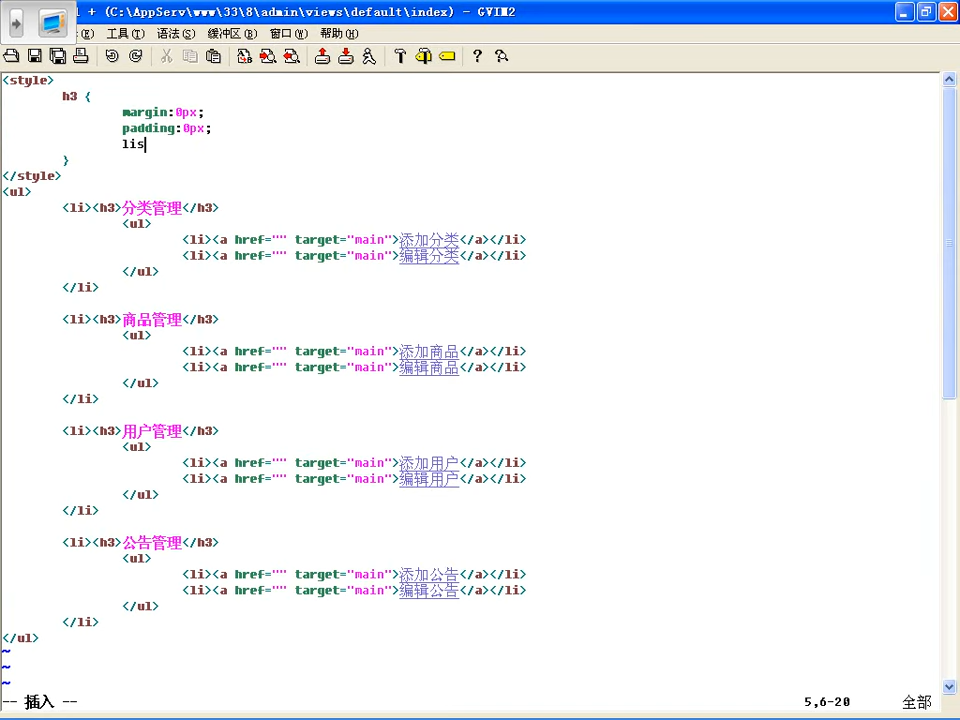 l + (C:\AppServ\www\33\8\admin\views\default\index) - GVIM2
(E) 工具(T) 语法(S) 缓冲区(B) 窗口(W) 帮助(H)
<style>
h3 {
margin:0px;
padding:0px;
lis
}
</style>
<ul>
<li><h3>分类管理</h3>
<ul>
<li><a href="" target="main">添加分类</a></li>
<li><a href="" target="main">编辑分类</a></li>
</ul>
</li>
<li><h3>商品管理</h3>
<ul>
<li><a href="" target="main">添加商品</a></li>
<li><a href="" target="main">编辑商品</a></li>
</ul>
</li>
<li><h3>用户管理</h3>
<ul>
<li><a href="" target="main">添加用户</a></li>
<li><a href="" target="main">编辑用户</a></li>
</ul>
</li>
<li><h3>公告管理</h3>
<ul>
<li><a href="" target="main">添加公告</a></li>
<li><a href="" target="main">编辑公告</a></li>
</ul>
</li>
</ul>
~
~
~
-- 插入 -- 5,6-20 全部